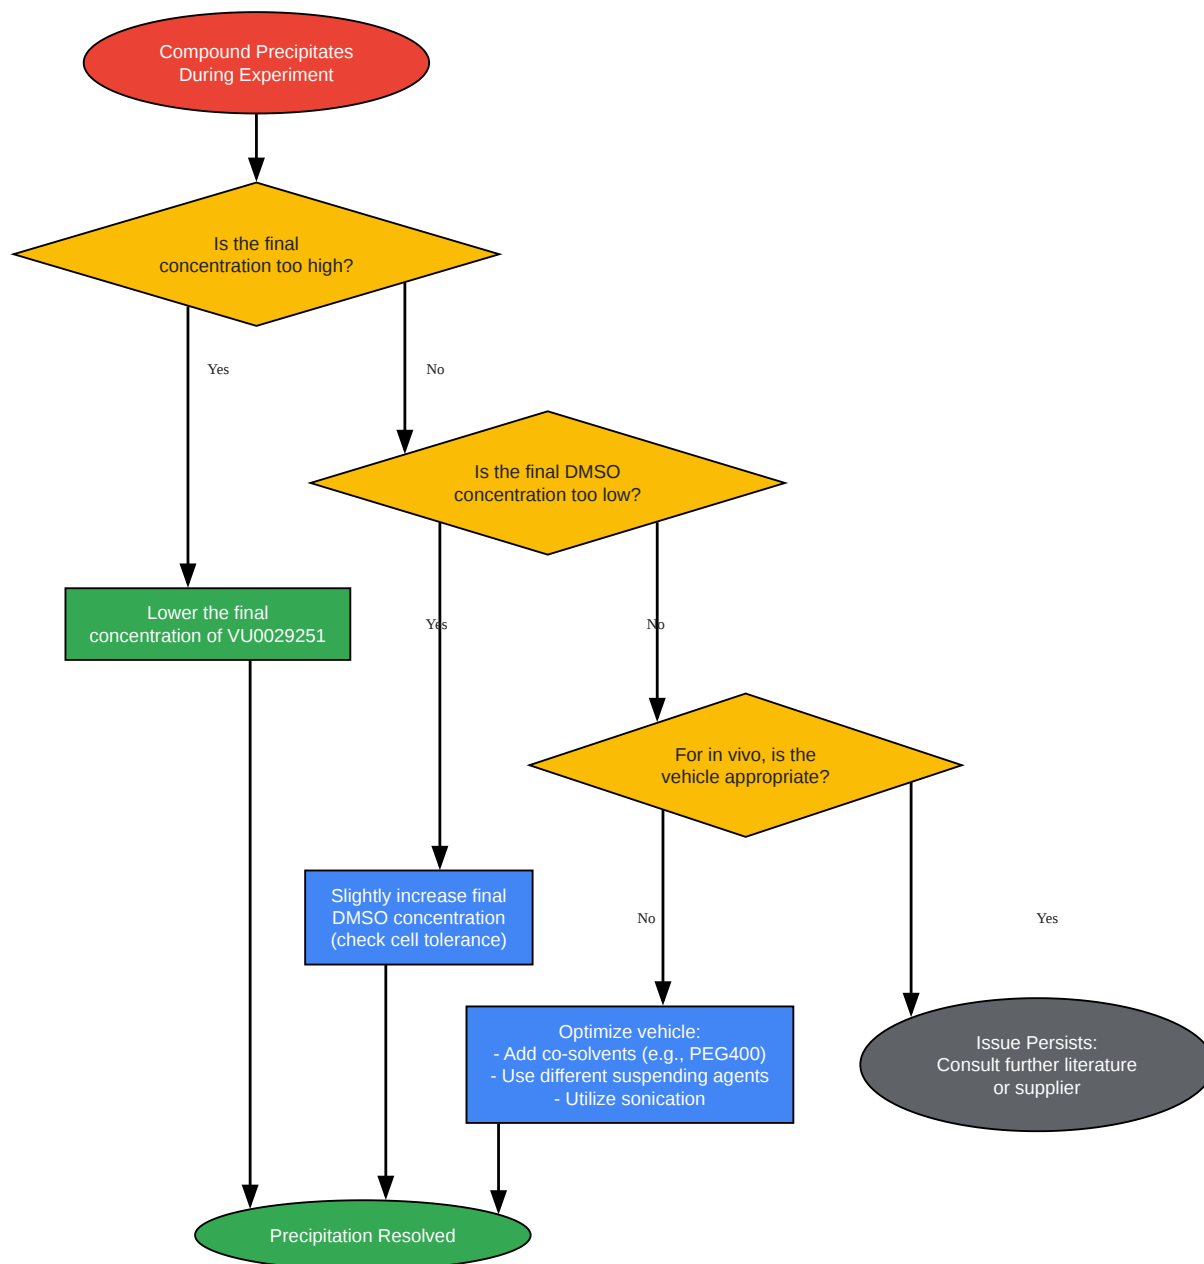 Compound Precipitates
During Experiment
Is the final
concentration too high?
Yes
No
Is the final DMSO
concentration too low?
Lower the final
concentration of VU0029251
Yes
No
For in vivo, is the
vehicle appropriate?
Slightly increase final
DMSO concentration
(check cell tolerance)
No
Yes
Optimize vehicle:
- Add co-solvents (e.g., PEG400)
- Use different suspending agents
- Utilize sonication
Issue Persists:
Consult further literature
or supplier
Precipitation Resolved